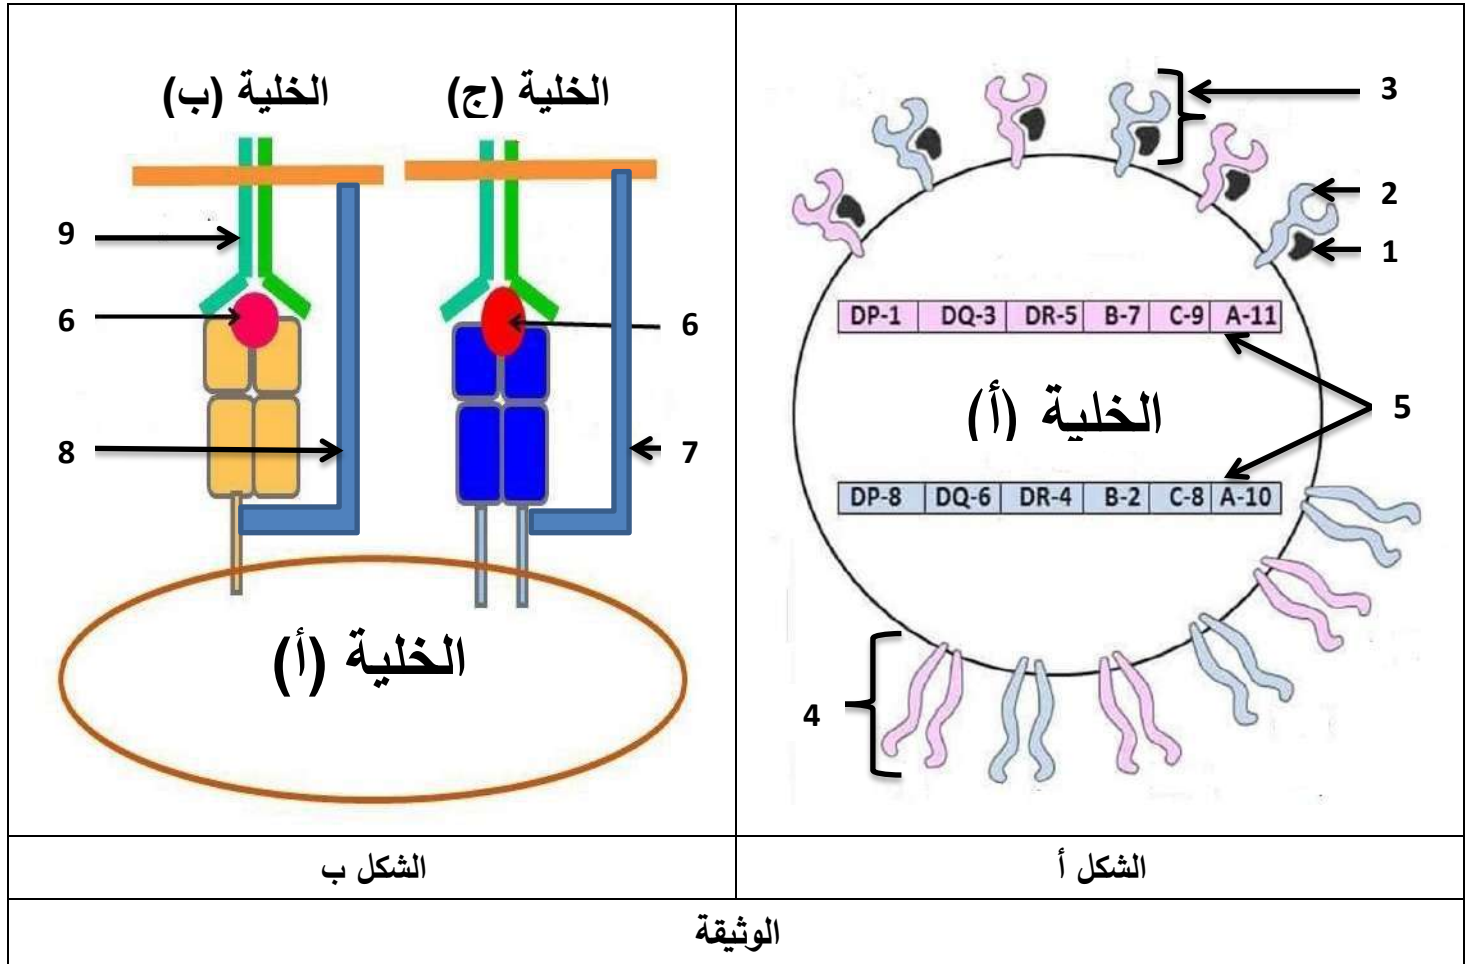 الخلية (ب)
الخلية (ج)
9
6
6
8
7
الخلية (أ)
3
2
1
DP-1 DQ-3 DR-5 B-7 C-9 A-11
الخلية (أ)
5
DP-8 DQ-6 DR-4 B-2 C-8 A-10
4
الشكل أ
الشكل ب
الوثيقة